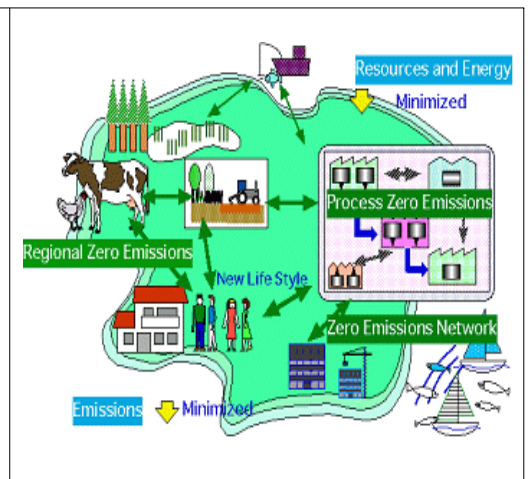 Resources and Energy
Minimized
Process Zero Emissions
Regional Zero Emissions
New Life Style
Zero Emissions Network
Emissions Minimized